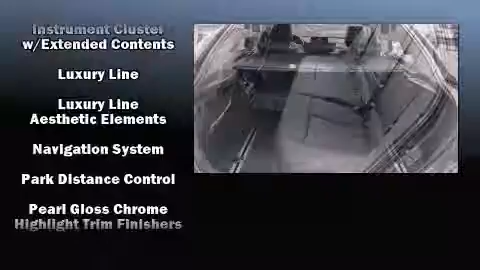 Instrument Cluster
w/Extended Contents
Luxury Line
Luxury Line
Aesthetic Elements
Navigation System
Park Distance Control
Pearl Gloss Chrome
Highlight Trim Finishers